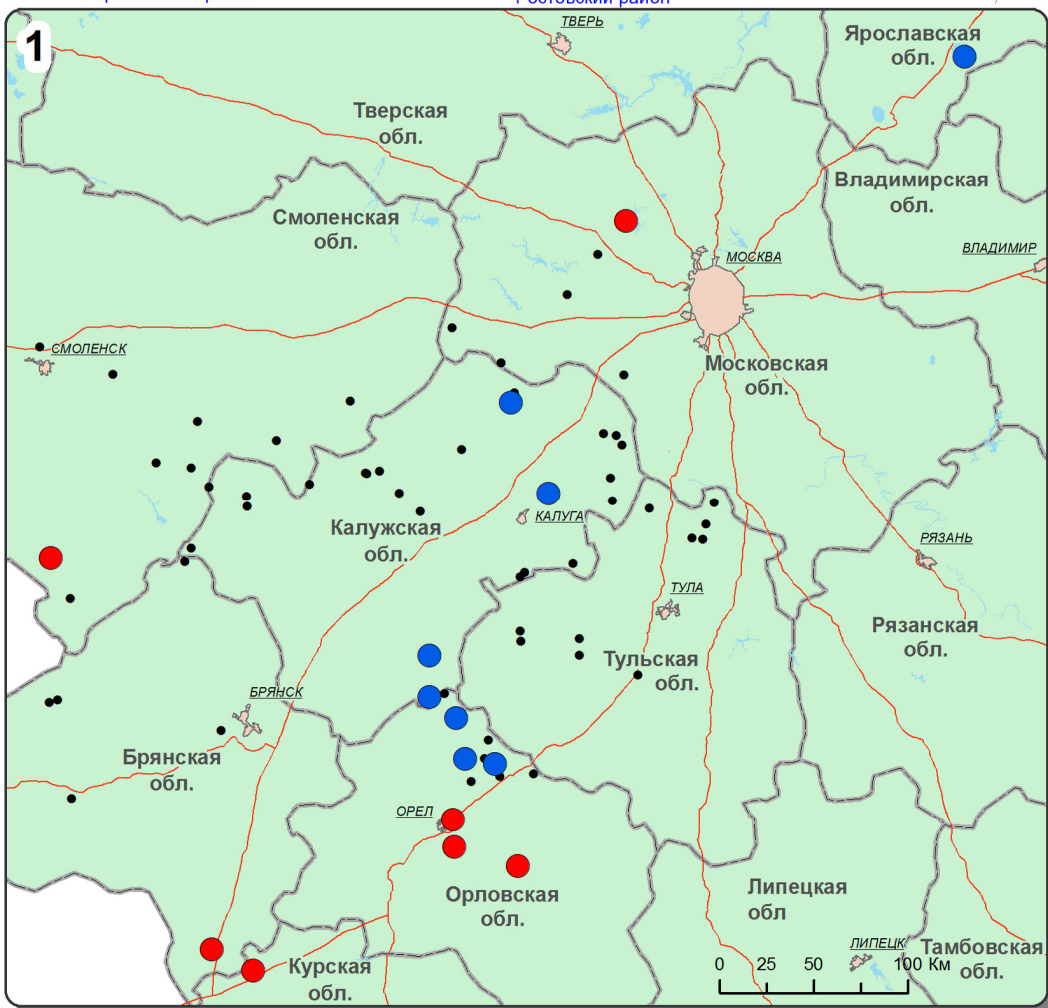 Ростовский район
1
ТВЕРЬ
Ярославская
обл.
Тверская
обл.
Владимирская
обл.
Смоленская
обл.
ВЛАДИМИР
МОСКВА
СМОЛЕНСК
Московская
обл.
КАЛУГА
Калужская
обл.
РЯЗАНЬ
ТУЛА
Рязанская
обл.
Тульская
обл.
БРЯНСК
Брянская
обл.
ОРЕЛ
Орловская
обл.
Липецкая
обл
ЛИПЕЦК
Тамбовская
обл.
Курская
обл.
0 25 50 100 Км